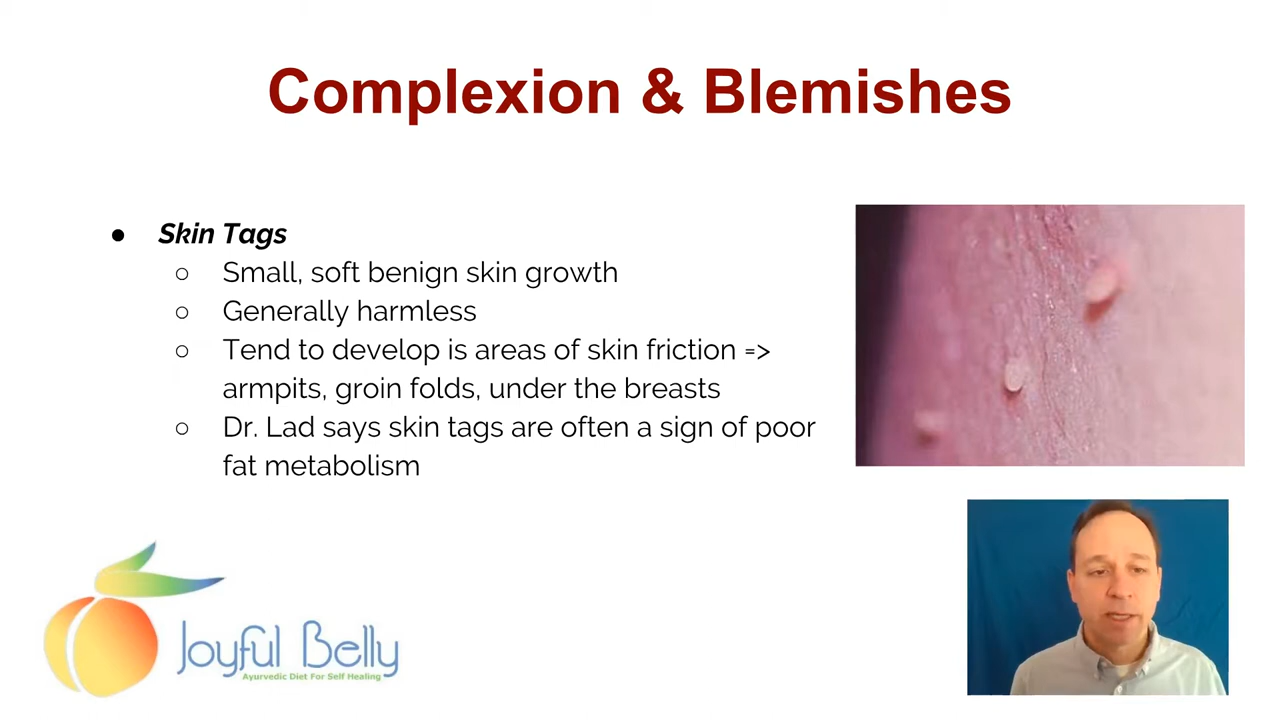 Complexion & Blemishes
● Skin Tags
○ Small, soft benign skin growth
○ Generally harmless
○ Tend to develop is areas of skin friction =>
armpits, groin folds, under the breasts
○ Dr. Lad says skin tags are often a sign of poor
fat metabolism
Joyful Belly
Ayurvedic Diet For Self Healing